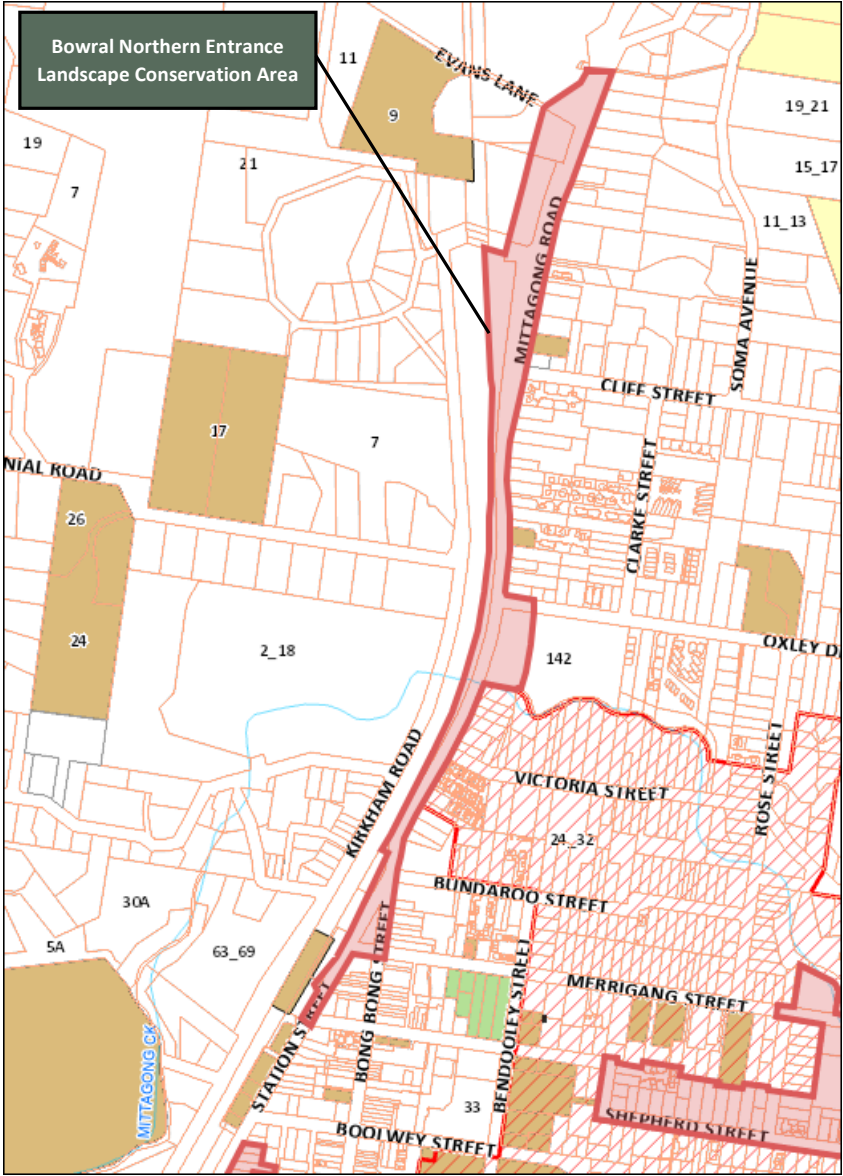 Bowral Northern Entrance
Landscape Conservation Area
11
EVANS LANE
9
19_21
19
21
15_17
7
11_13
MITTAGONG ROAD
SOMA AVENUE
CLIFF STREET
17
7
NIAL ROAD
CLARKE STREET
26
24
2_18
142
OXLEY D
KIRKHAM ROAD
VICTORIA STREET
ROSE STREET
24_32
BUNDAROO STREET
30A
5A
63_69
BONG BONG STREET
BENDOOLEY STREET
MERRIGANG STREET
STATION STREET
MITTAGONG CK
33
SHEPHERD STREET
BOOLWEY STREET